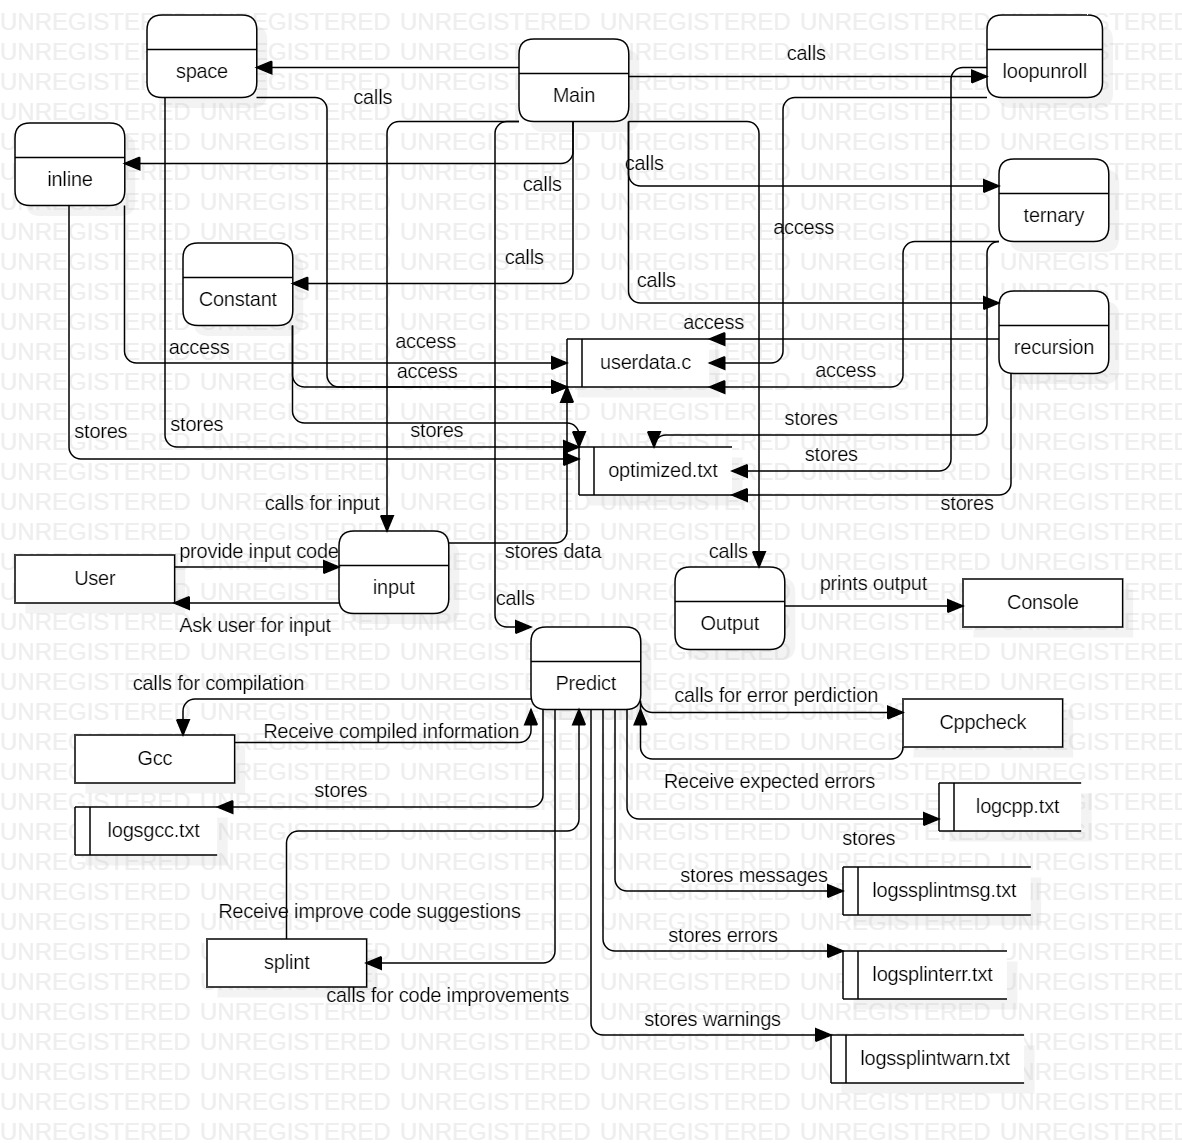 space
Main
calls
loopunroll
calls
inline
calls
calls
ternary
access
calls
Constant
calls
recursion
access
access
access
access
userdata.c
access
stores
stores
stores
stores
stores
optimized.txt
stores
calls for input
provide input code
stores data
calls
User
input
prints output
Console
calls
Output
Ask user for input
Predict
calls for compilation
calls for error perdiction
Cppcheck
Receive compiled information
Gcc
Receive expected errors
stores
logcpp.txt
logsgcc.txt
stores
stores messages
logssplintmsg.txt
Receive improve code suggestions
stores errors
splint
logsplinterr.txt
calls for code improvements
stores warnings
logssplintwarn.txt
UNREGISTERED